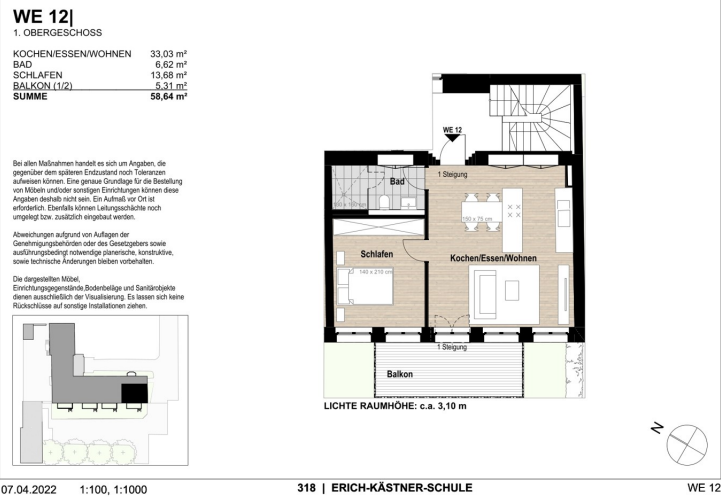 WE 12|
1. OBERGESCHOSS
KOCHEN/ESSEN/WOHNEN 33,03 m²
BAD 6,62 m²
SCHLAFEN 13,68 m²
BALKON (1/2) 5,31 m²
SUMME 58,64 m²
Bei allen Maßnahmen handelt es sich um Angaben, die
gegenüber dem späteren Endzustand noch Toleranzen
aufweisen können. Eine genaue Grundlage für die Bestellung
von Möbeln und/oder sonstigen Einrichtungen können diese
Angaben deshalb nicht sein. Ein Aufmaß vor Ort ist
erforderlich. Ebenfalls können Leitungsschächte noch
umgelegt bzw. zusätzlich eingebaut werden.
Abweichungen aufgrund von Auflagen der
Genehmigungsbehörden oder des Gesetzgebers sowie
ausführungsbedingt notwendige planerische, konstruktive,
sowie technische Änderungen bleiben vorbehalten.
Die dargestellten Möbel,
Einrichtungsgegenstände,Bodenbeläge und Sanitärobjekte
dienen ausschließlich der Visualisierung. Es lassen sich keine
Rückschlüsse auf sonstige Installationen ziehen.
WE 12
1 Steigung
Bad
150 x 75 cm
Schlafen
140 x 210 cm
Kochen/Essen/Wohnen
1 Steigung
Balkon
LICHTE RAUMHÖHE: c.a. 3,10 m
N
07.04.2022 1:100, 1:1000 318 | ERICH-KÄSTNER-SCHULE WE 12